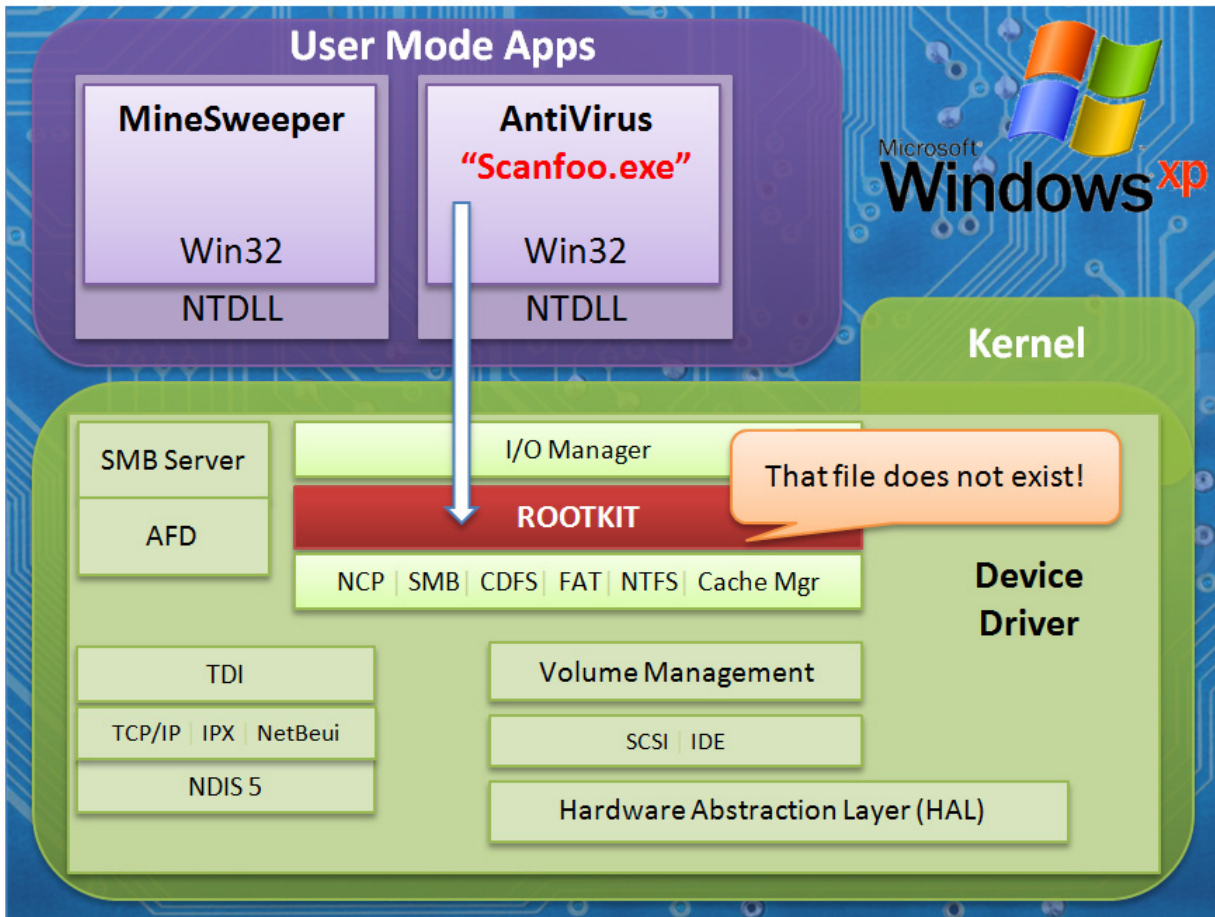 User Mode Apps
MineSweeper
Win32
NTDLL
AntiVirus
“Scanfoo.exe”
Win32
NTDLL
Microsoft
Windows xp
Kernel
SMB Server
AFD
I/O Manager
ROOTKIT
That file does not exist!
NCP | SMB | CDFS | FAT | NTFS | Cache Mgr
Device
Driver
TDI
TCP/IP | IPX | NetBeui
NDIS 5
Volume Management
SCSI | IDE
Hardware Abstraction Layer (HAL)